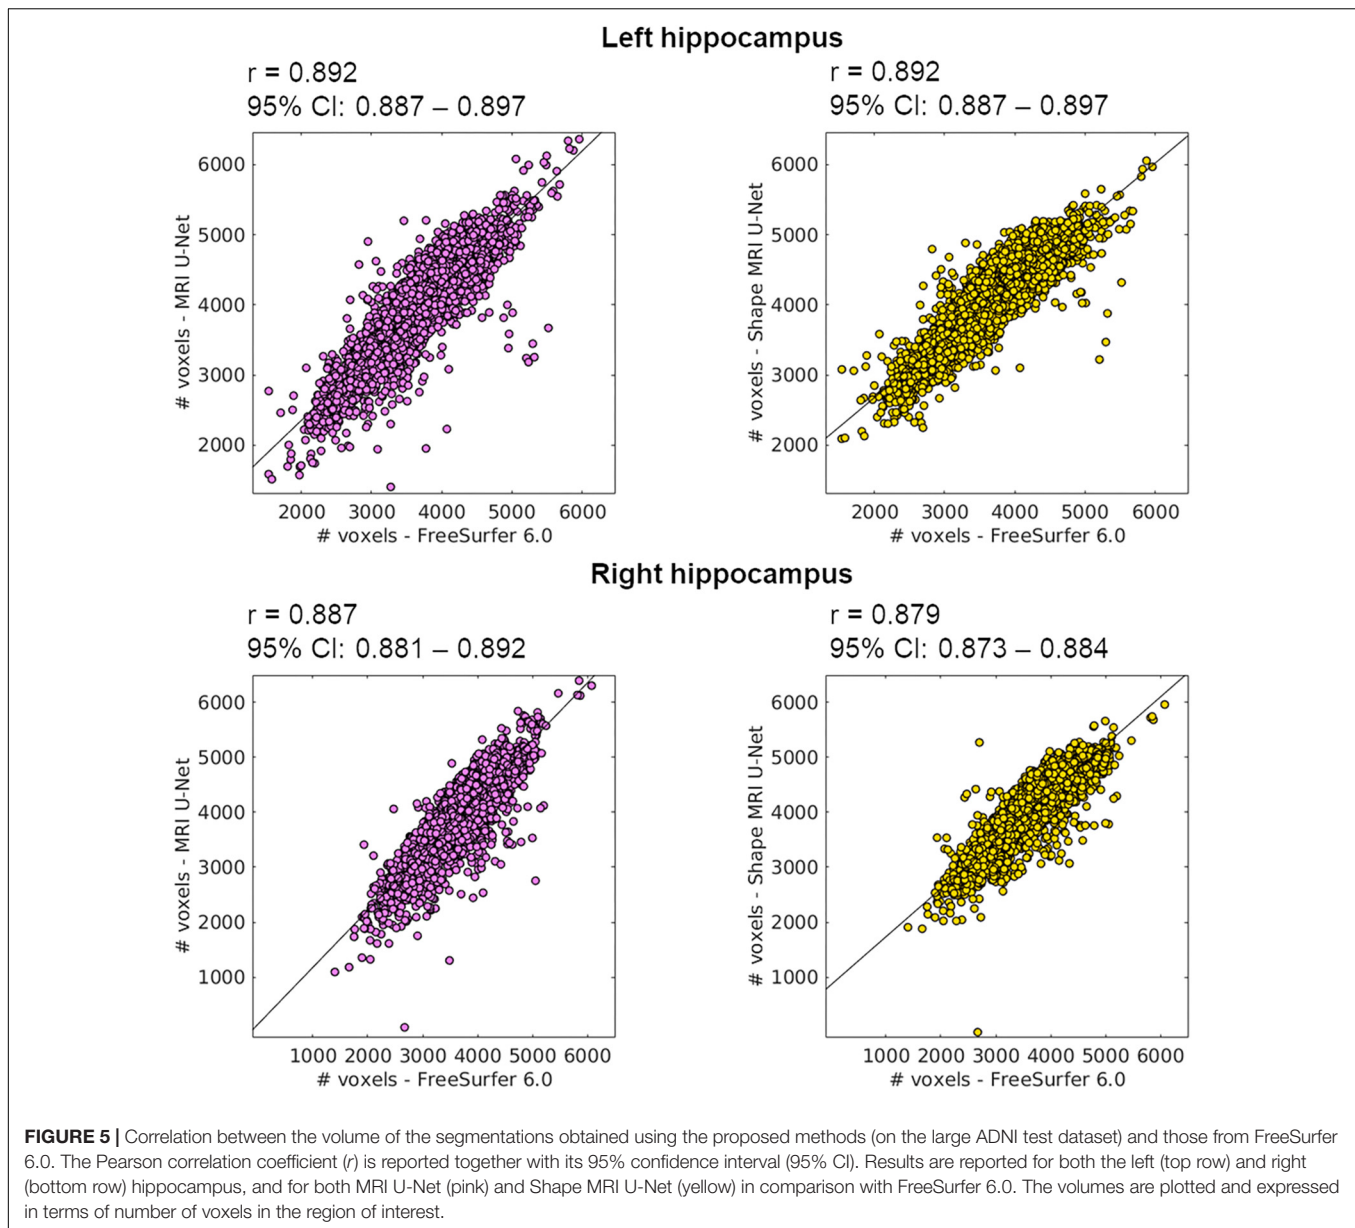 Left hippocampus
r = 0.892
95% CI: 0.887 – 0.897
r = 0.892
95% CI: 0.887 – 0.897
# voxels - MRI U-Net
6000
5000
4000
3000
2000
2000 3000 4000 5000 6000
# voxels - FreeSurfer 6.0
# voxels - Shape MRI U-Net
6000
5000
4000
3000
2000
2000 3000 4000 5000 6000
# voxels - FreeSurfer 6.0
Right hippocampus
r = 0.887
95% CI: 0.881 – 0.892
r = 0.879
95% CI: 0.873 – 0.884
# voxels - MRI U-Net
6000
5000
4000
3000
2000
1000
1000 2000 3000 4000 5000 6000
# voxels - FreeSurfer 6.0
# voxels - Shape MRI U-Net
6000
5000
4000
3000
2000
1000
1000 2000 3000 4000 5000 6000
# voxels - FreeSurfer 6.0
FIGURE 5 | Correlation between the volume of the segmentations obtained using the proposed methods (on the large ADNI test dataset) and those from FreeSurfer
6.0. The Pearson correlation coefficient (r) is reported together with its 95% confidence interval (95% CI). Results are reported for both the left (top row) and right
(bottom row) hippocampus, and for both MRI U-Net (pink) and Shape MRI U-Net (yellow) in comparison with FreeSurfer 6.0. The volumes are plotted and expressed
in terms of number of voxels in the region of interest.